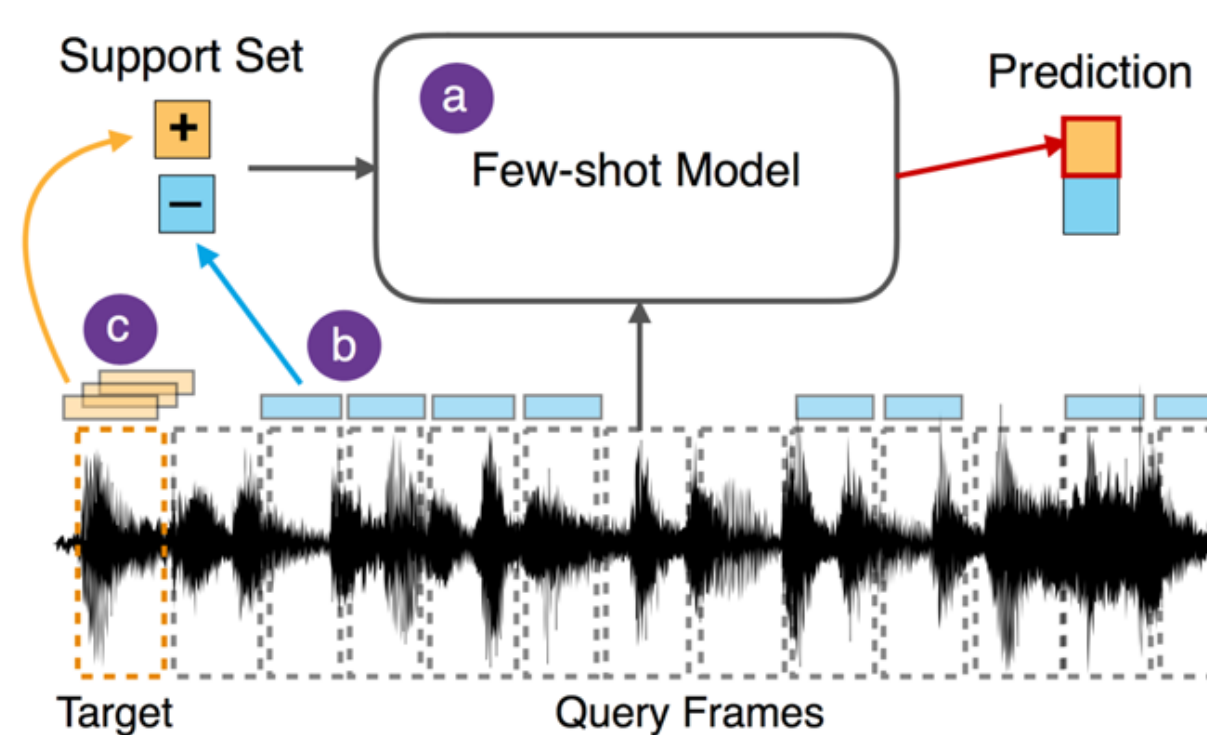 Support Set
+
−
a
Few-shot Model
Prediction
c
b
Target
Query Frames